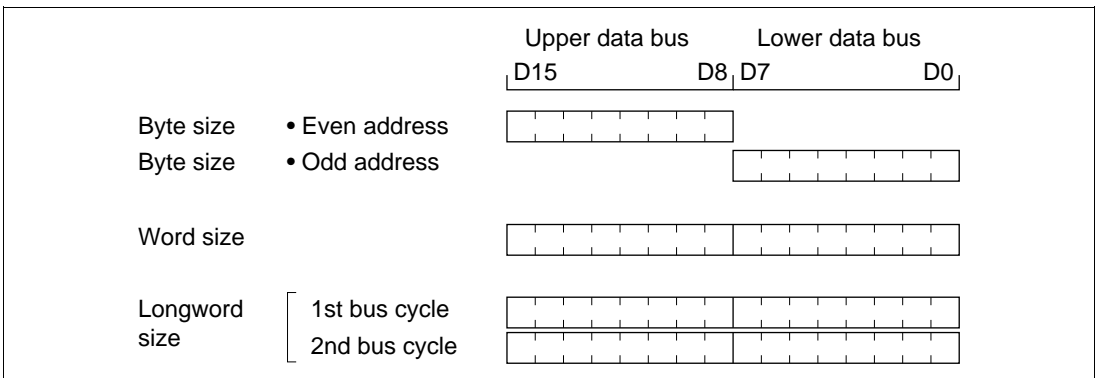 Upper data bus Lower data bus
D15 D8 D7 D0
Byte size • Even address
Byte size • Odd address
Word size
Longword 1st bus cycle
size 2nd bus cycle